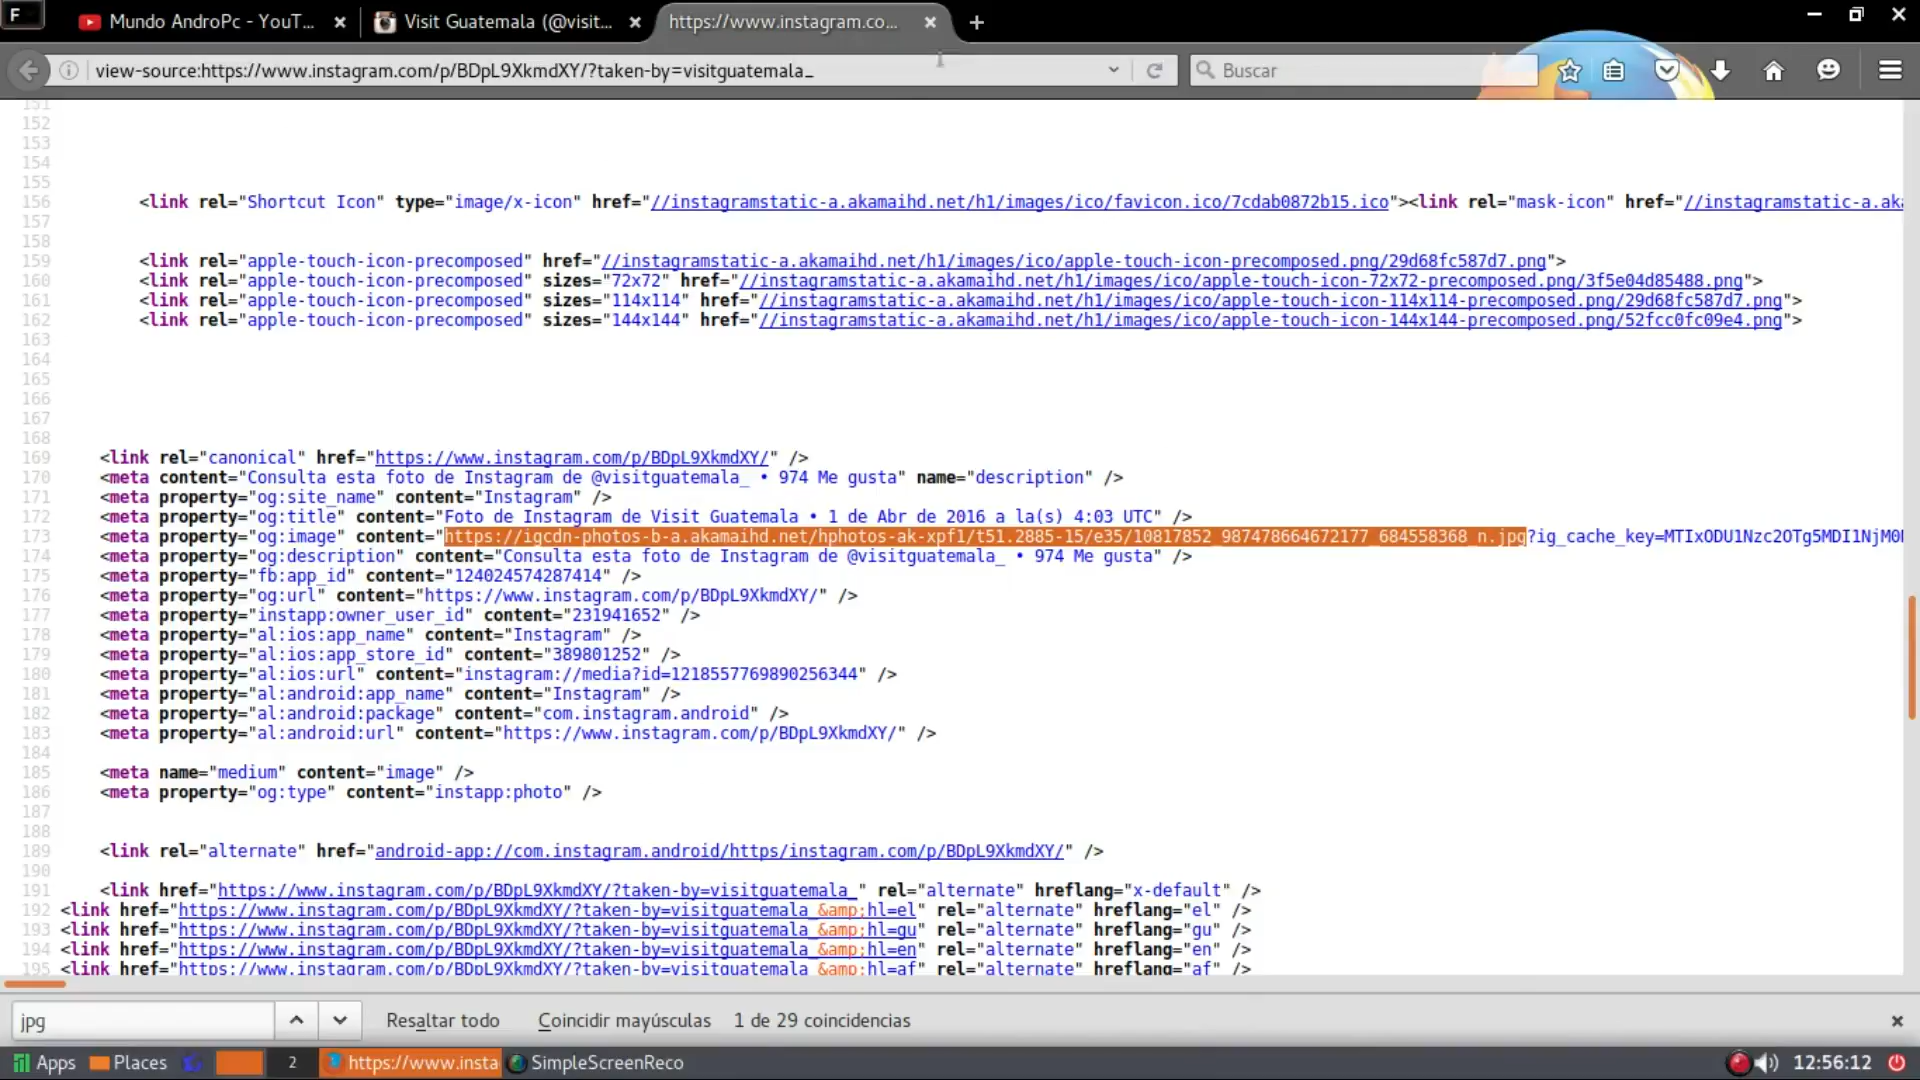 F
Mundo AndroPc - YouT...
Visit Guatemala (@visit...
https://www.instagram.co...
view-source:https://www.instagram.com/p/BDpL9XkmdXY/?taken-by=visitguatemala_
Buscar
151
152
153
154
155
156 <link rel="Shortcut Icon" type="image/x-icon" href="//instagramstatic-a.akamaihd.net/h1/images/ico/favicon.ico/7cdab0872b15.ico"><link rel="mask-icon" href="//instagramstatic-a.ak
157
158
159 <link rel="apple-touch-icon-precomposed" href="//instagramstatic-a.akamaihd.net/h1/images/ico/apple-touch-icon-precomposed.png/29d68fc587d7.png">
160 <link rel="apple-touch-icon-precomposed" sizes="72x72" href="//instagramstatic-a.akamaihd.net/h1/images/ico/apple-touch-icon-72x72-precomposed.png/3f5e04d85488.png">
161 <link rel="apple-touch-icon-precomposed" sizes="114x114" href="//instagramstatic-a.akamaihd.net/h1/images/ico/apple-touch-icon-114x114-precomposed.png/29d68fc587d7.png">
162 <link rel="apple-touch-icon-precomposed" sizes="144x144" href="//instagramstatic-a.akamaihd.net/h1/images/ico/apple-touch-icon-144x144-precomposed.png/52fcc0fc09e4.png">
163
164
165
166
167
168
169 <link rel="canonical" href="https://www.instagram.com/p/BDpL9XkmdXY/" />
170 <meta content="Consulta esta foto de Instagram de @visitguatemala_ • 974 Me gusta" name="description" />
171 <meta property="og:site_name" content="Instagram" />
172 <meta property="og:title" content="Foto de Instagram de Visit Guatemala • 1 de Abr de 2016 a la(s) 4:03 UTC" />
173 <meta property="og:image" content="https://igcdn-photos-b-a.akamaihd.net/hphotos-ak-xpf1/t51.2885-15/e35/10817852_987478664672177_684558368_n.jpg?ig_cache_key=MTIxODU1Nzc2OTg5MDI1NjM0
174 <meta property="og:description" content="Consulta esta foto de Instagram de @visitguatemala_ • 974 Me gusta" />
175 <meta property="fb:app_id" content="124024574287414" />
176 <meta property="og:url" content="https://www.instagram.com/p/BDpL9XkmdXY/" />
177 <meta property="instapp:owner_user_id" content="231941652" />
178 <meta property="al:ios:app_name" content="Instagram" />
179 <meta property="al:ios:app_store_id" content="389801252" />
180 <meta property="al:ios:url" content="instagram://media?id=1218557769890256344" />
181 <meta property="al:android:app_name" content="Instagram" />
182 <meta property="al:android:package" content="com.instagram.android" />
183 <meta property="al:android:url" content="https://www.instagram.com/p/BDpL9XkmdXY/" />
184
185 <meta name="medium" content="image" />
186 <meta property="og:type" content="instapp:photo" />
187
188
189 <link rel="alternate" href="android-app://com.instagram.android/https/instagram.com/p/BDpL9XkmdXY/" />
190
191 <link href="https://www.instagram.com/p/BDpL9XkmdXY/?taken-by=visitguatemala_" rel="alternate" hreflang="x-default" />
192 <link href="https://www.instagram.com/p/BDpL9XkmdXY/?taken-by=visitguatemala_&amp;hl=el" rel="alternate" hreflang="el" />
193 <link href="https://www.instagram.com/p/BDpL9XkmdXY/?taken-by=visitguatemala_&amp;hl=gu" rel="alternate" hreflang="gu" />
194 <link href="https://www.instagram.com/p/BDpL9XkmdXY/?taken-by=visitguatemala_&amp;hl=en" rel="alternate" hreflang="en" />
195 <link href="https://www.instagram.com/p/BDpL9XkmdXY/?taken-by=visitguatemala_&amp;hl=af" rel="alternate" hreflang="af" />
jpg
Resaltar todo
Coincidir mayúsculas
1 de 29 coincidencias
Apps
Places
2
https://www.insta
SimpleScreenReco
12:56:12